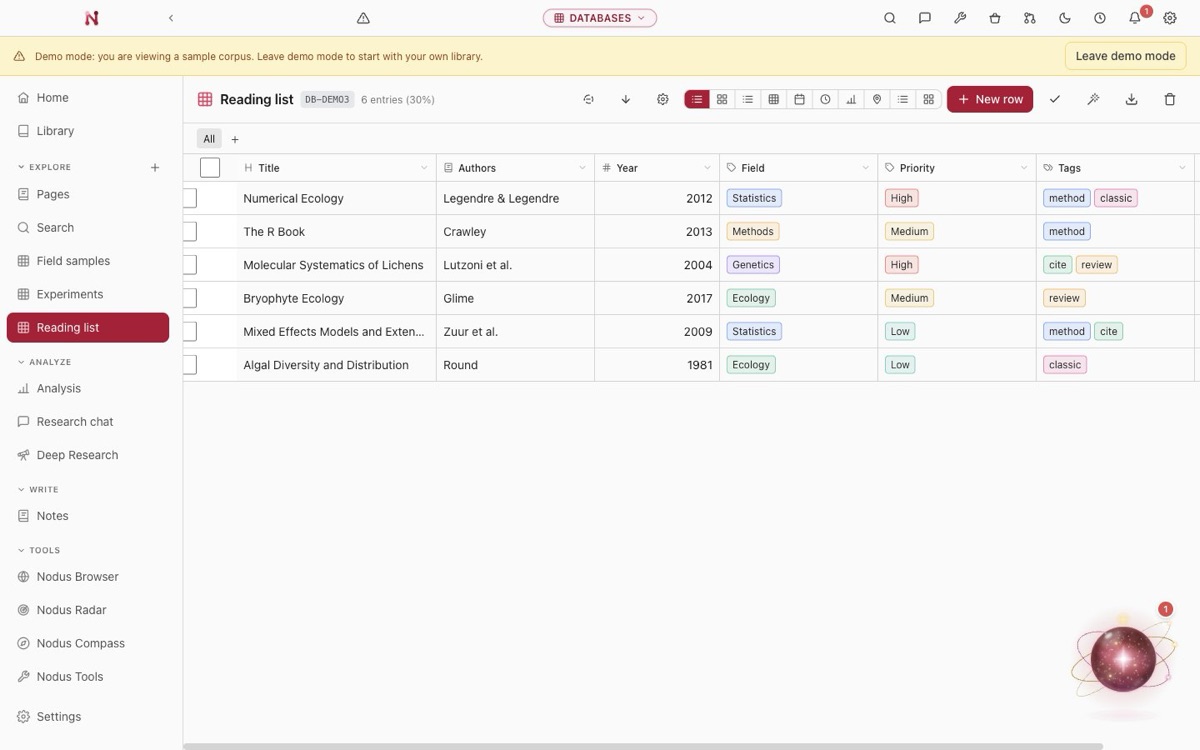 N
DATABASES
1
Demo mode: you are viewing a sample corpus. Leave demo mode to start with your own library.
Leave demo mode
Home
Library
EXPLORE
Pages
Search
Field samples
Experiments
Reading list
ANALYZE
Analysis
Research chat
Deep Research
WRITE
Notes
TOOLS
Nodus Browser
Nodus Radar
Nodus Compass
Nodus Tools
Settings
Reading list DB-DEMO3 6 entries (30%)
New row
All +
Title Authors # Year Field Priority Tags
Numerical Ecology Legendre & Legendre 2012 Statistics High method classic
The R Book Crawley 2013 Methods Medium method
Molecular Systematics of Lichens Lutzoni et al. 2004 Genetics High cite review
Bryophyte Ecology Glime 2017 Ecology Medium review
Mixed Effects Models and Exten... Zuur et al. 2009 Statistics Low method cite
Algal Diversity and Distribution Round 1981 Ecology Low classic
1